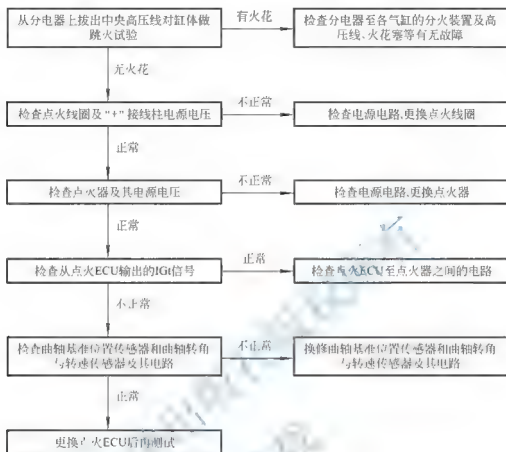 从分电器上拔出中央高压线对缸体做
跳火试验
有火花
检查分电器至各气缸的分火装置及高
压线、火花塞等有无故障
无火花
检查点火线圈及“+”接线柱电源电压
不正常
检查电源电路,更换点火线圈
正常
检查点火器及其电源电压
不正常
检查电源电路,更换点火器
正常
检查从点火ECU输出的IGt信号
正常
检查点火ECU至点火器之间的电路
不正常
检查曲轴基准位置传感器和曲轴转角
与转速传感器及其电路
不正常
换修曲轴基准位置传感器和曲轴转角
与转速传感器及其电路
正常
更换点火ECU后再测试